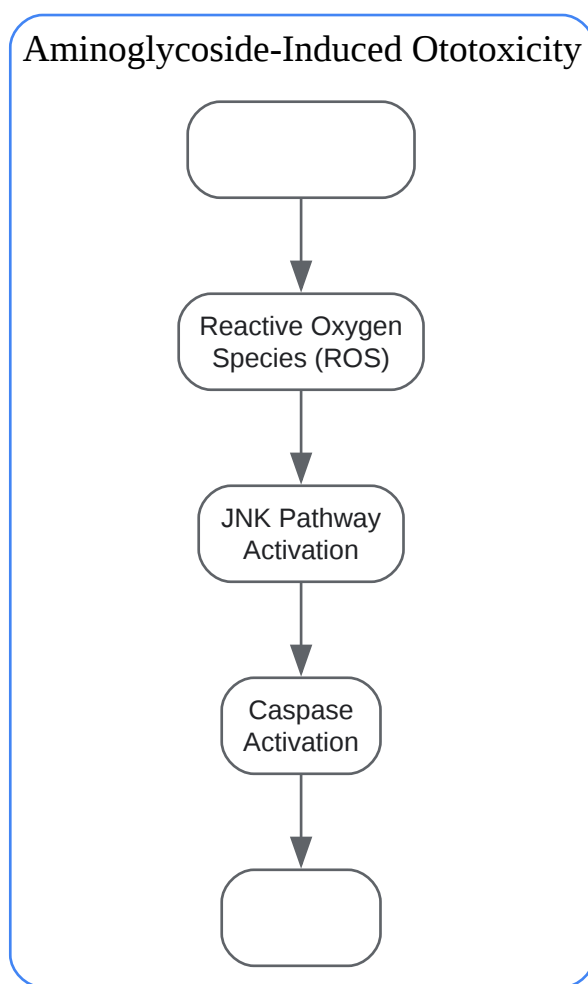 Aminoglycoside-Induced Ototoxicity
Reactive Oxygen
Species (ROS)
JNK Pathway
Activation
Caspase
Activation